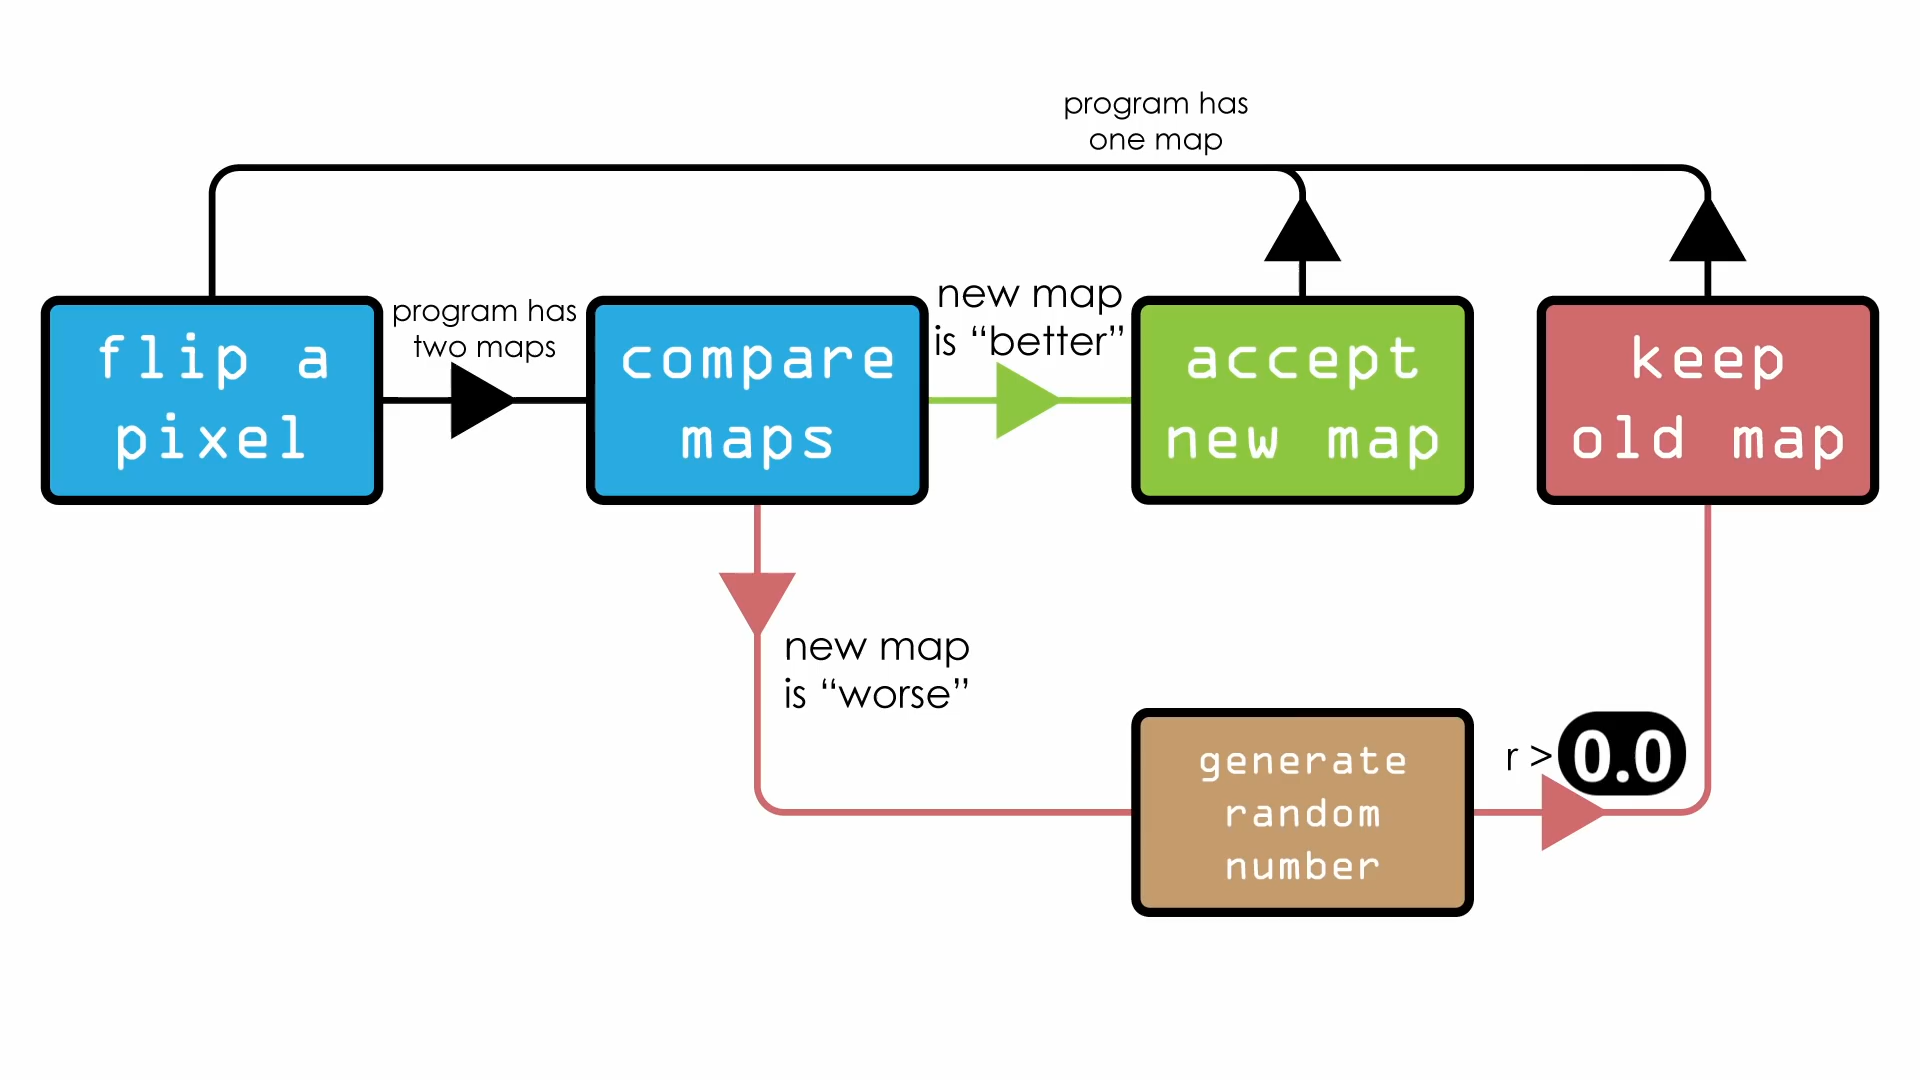 program has
one map
flip a
pixel
program has
two maps
compare
maps
new map
is “better”
accept
new map
keep
old map
new map
is “worse”
generate
random
number
r > 0.0